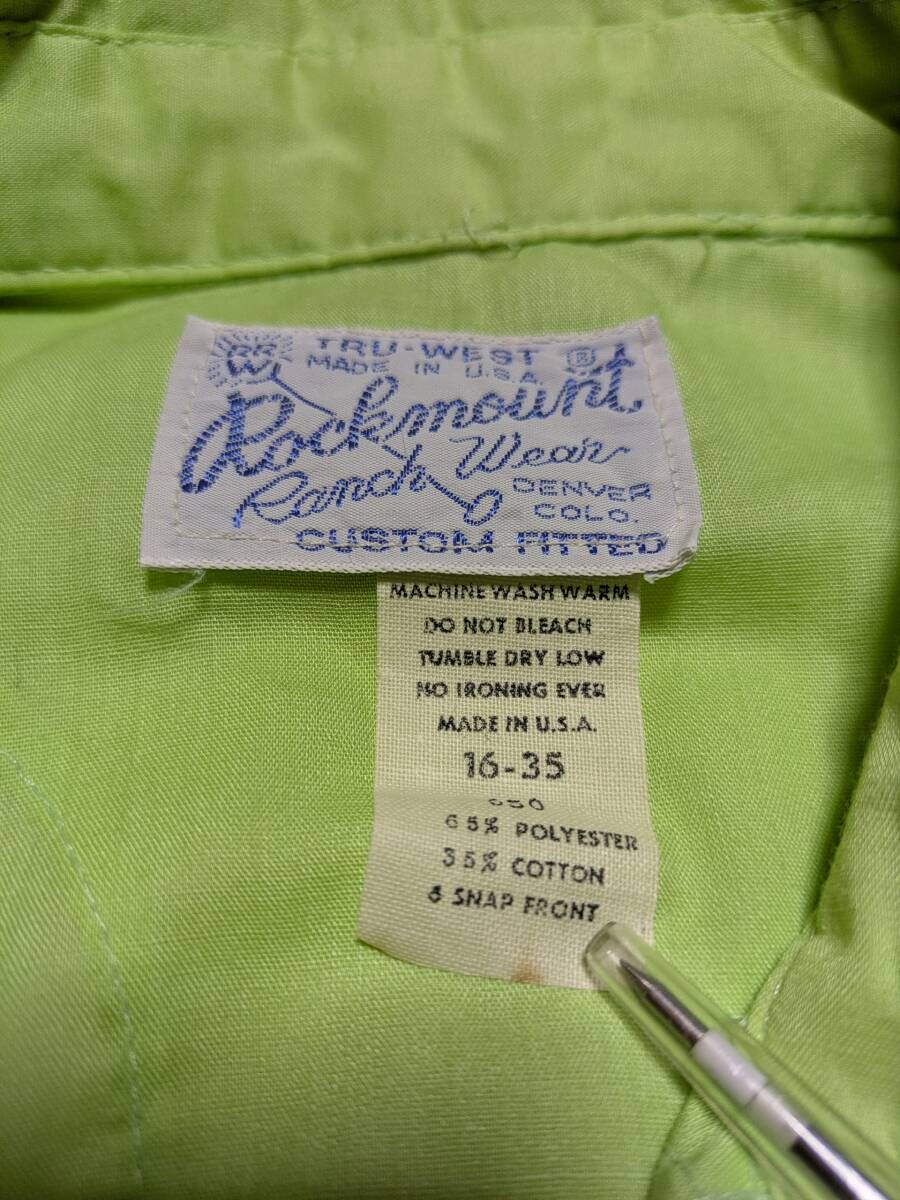 RR
W
TRU-WEST ®
MADE IN U.S.A.
Rockmount
Ranch Wear
DENVER
COLO.
CUSTOM FITTED
MACHINE WASH WARM
DO NOT BLEACH
TUMBLE DRY LOW
NO IRONING EVER
MADE IN U.S.A.
16-35
65% POLYESTER
35% COTTON
6 SNAP FRONT